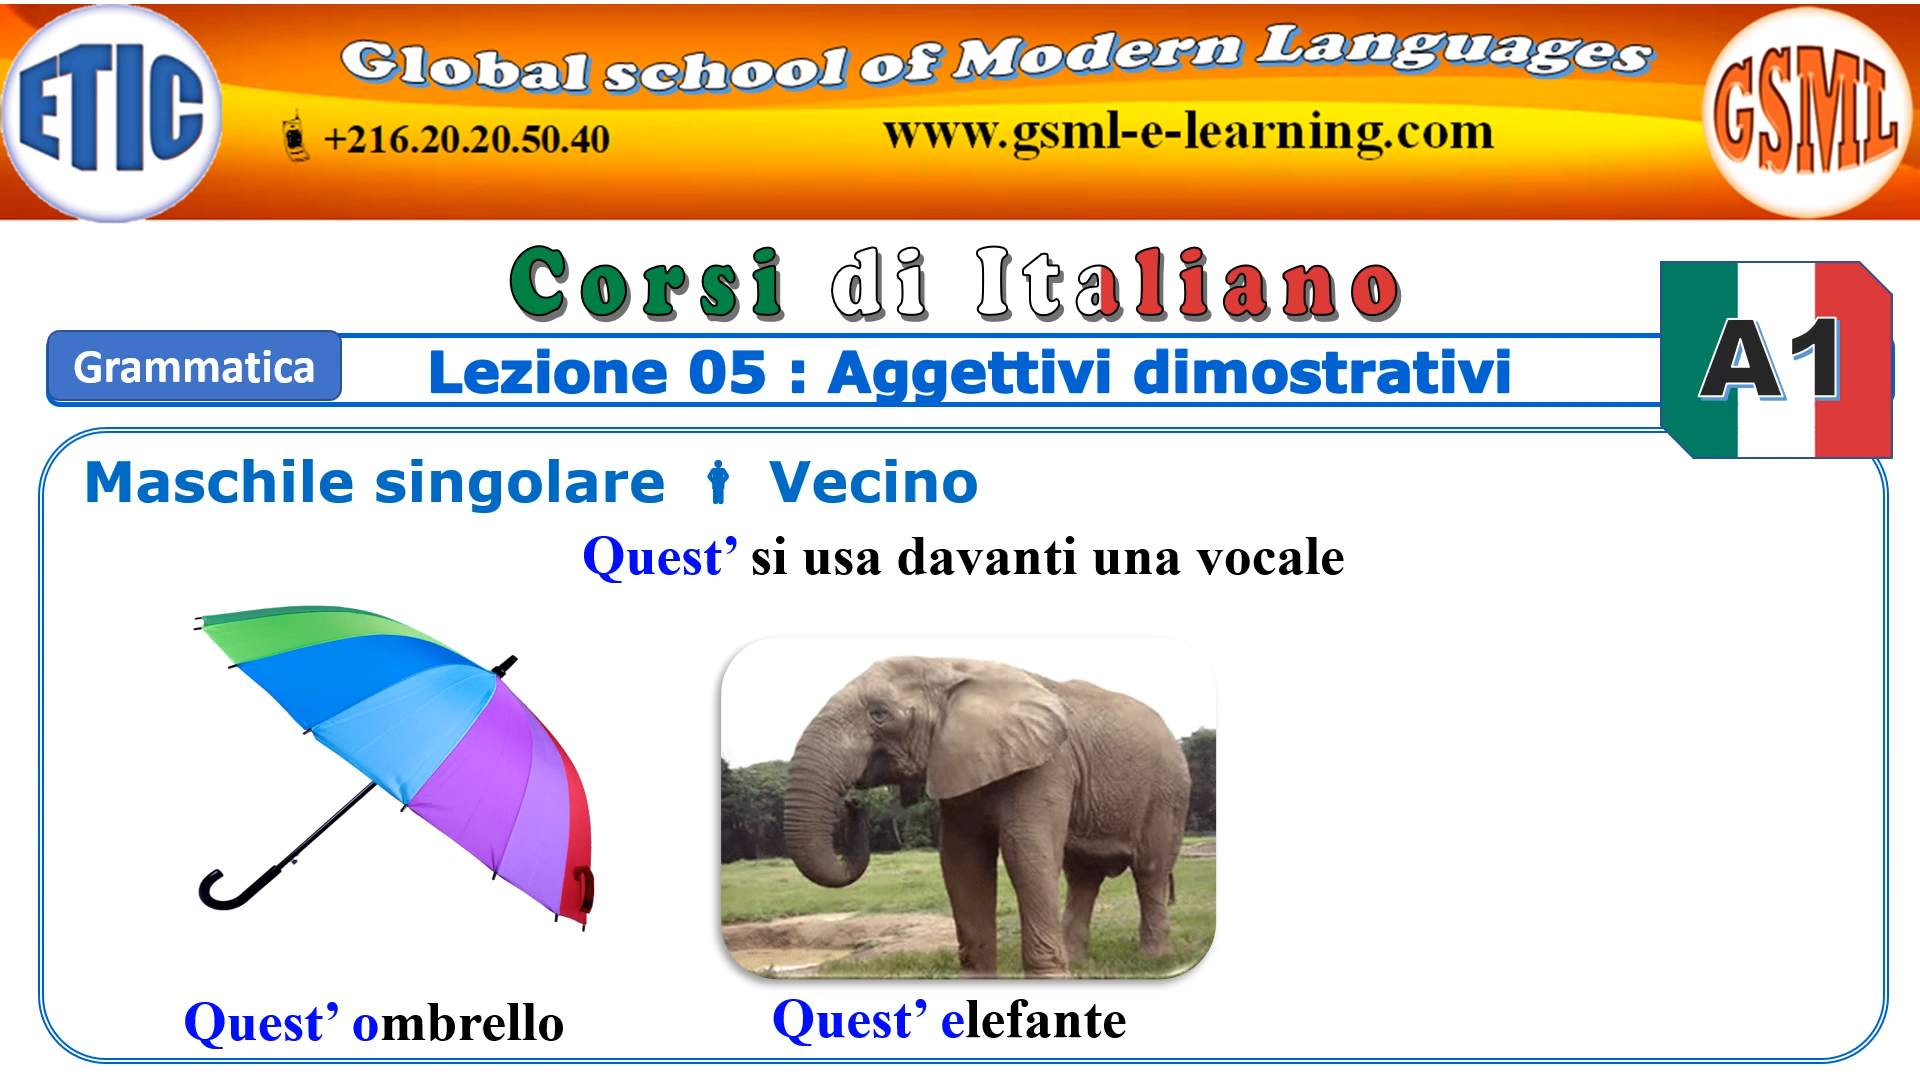 ETIC
Global school of Modern Languages
GSML
+216.20.20.50.40
www.gsml-e-learning.com
Corsi di Italiano
Grammatica
Lezione 05 : Aggettivi dimostrativi
A1
Maschile singolare Vecino
Quest’ si usa davanti una vocale
Quest’ ombrello
Quest’ elefante